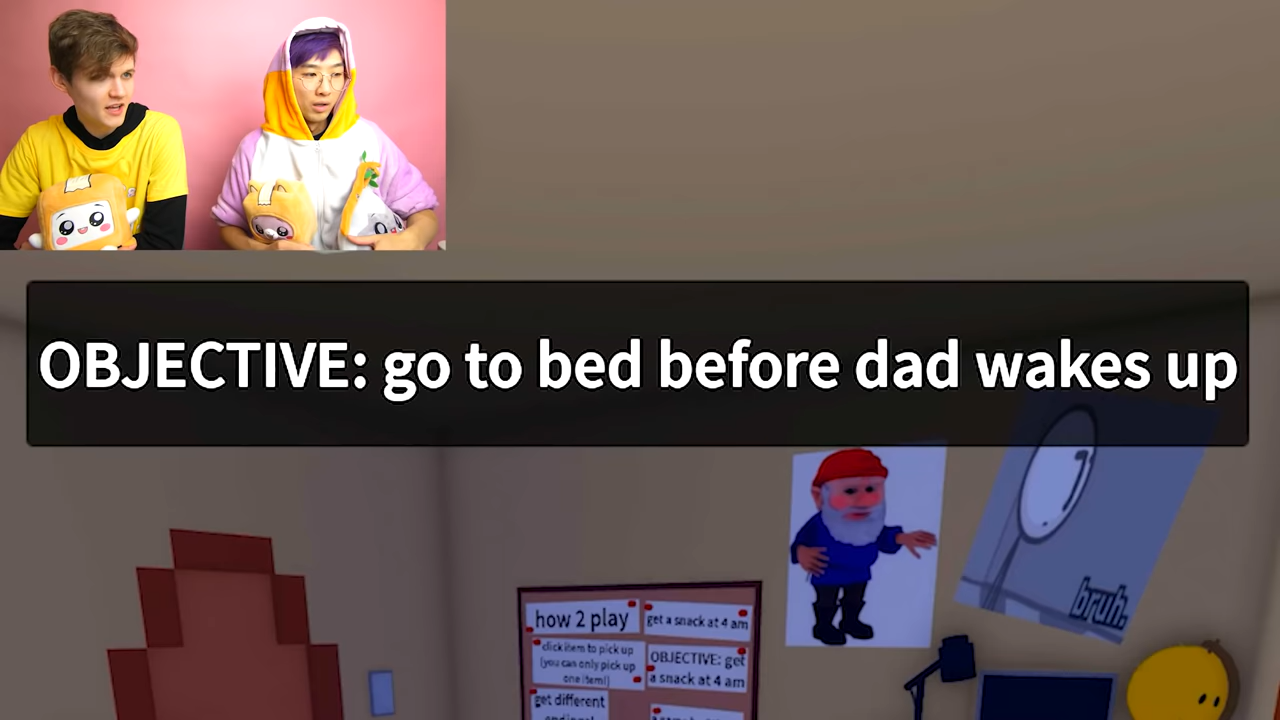 OBJECTIVE: go to bed before dad wakes up
bruh.
how 2 play
get a snack at 4 am
click item to pick up
(you can only pick up
one item!)
OBJECTIVE: get
a snack at 4 am
get different